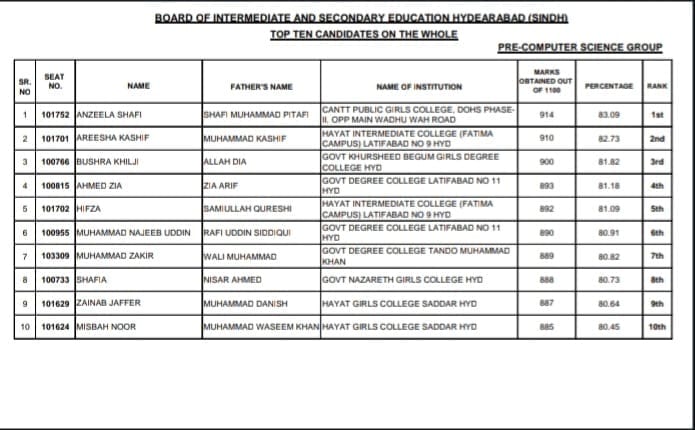 BOARD OF INTERMEDIATE AND SECONDARY EDUCATION HYDEARABAD (SINDH)
TOP TEN CANDIDATES ON THE WHOLE
PRE-COMPUTER SCIENCE GROUP
SR. NO SEAT NO. NAME FATHER'S NAME NAME OF INSTITUTION MARKS OBTAINED OUT OF 1100 PERCENTAGE RANK
1 101752 ANZEELA SHAFI SHAFI MUHAMMAD PITAFI CANTT PUBLIC GIRLS COLLEGE, DOHS PHASE-II, OPP MAIN WADHU WAH ROAD 914 83.09 1st
2 101701 AREESHA KASHIF MUHAMMAD KASHIF HAYAT INTERMEDIATE COLLEGE (FATIMA CAMPUS) LATIFABAD NO 9 HYD 910 82.73 2nd
3 100766 BUSHRA KHILJI ALLAH DIA GOVT KHURSHEED BEGUM GIRLS DEGREE COLLEGE HYD 900 81.82 3rd
4 100815 AHMED ZIA ZIA ARIF GOVT DEGREE COLLEGE LATIFABAD NO 11 HYD 893 81.18 4th
5 101702 HIFZA SAMIULLAH QURESHI HAYAT INTERMEDIATE COLLEGE (FATIMA CAMPUS) LATIFABAD NO 9 HYD 892 81.09 5th
6 100955 MUHAMMAD NAJEEB UDDIN RAFI UDDIN SIDDIQUI GOVT DEGREE COLLEGE LATIFABAD NO 11 HYD 890 80.91 6th
7 103309 MUHAMMAD ZAKIR WALI MUHAMMAD GOVT DEGREE COLLEGE TANDO MUHAMMAD KHAN 889 80.82 7th
8 100733 SHAFIA NISAR AHMED GOVT NAZARETH GIRLS COLLEGE HYD 888 80.73 8th
9 101629 ZAINAB JAFFER MUHAMMAD DANISH HAYAT GIRLS COLLEGE SADDAR HYD 887 80.64 9th
10 101624 MISBAH NOOR MUHAMMAD WASEEM KHAN HAYAT GIRLS COLLEGE SADDAR HYD 885 80.45 10th